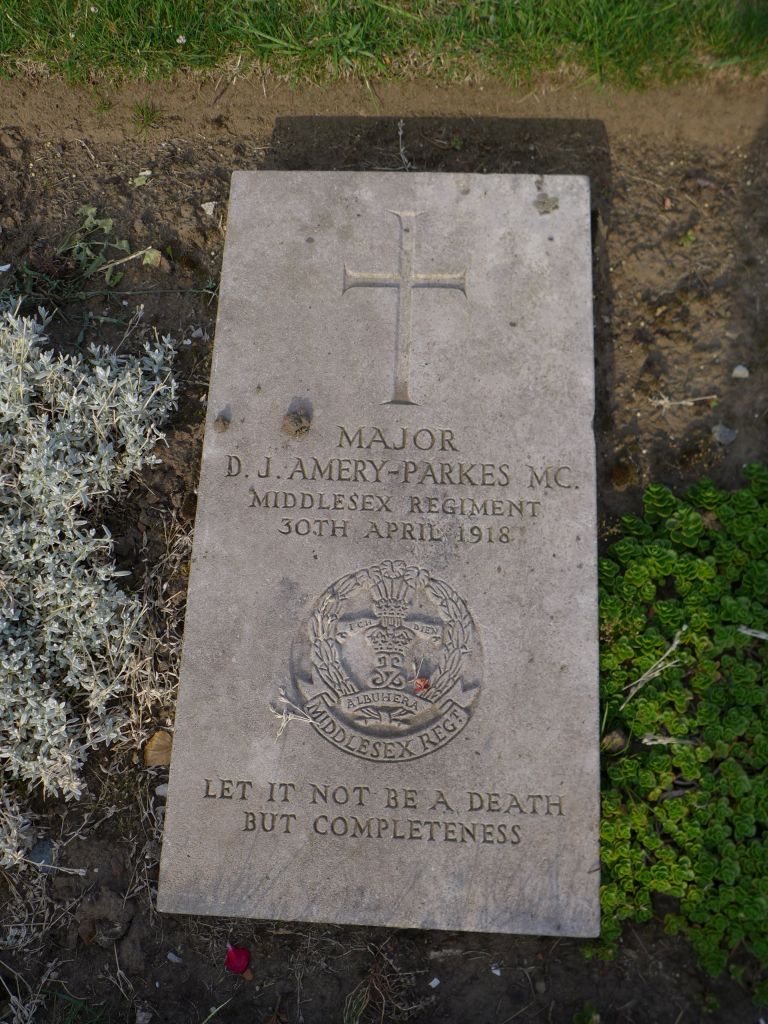 MAJOR
D. J. AMERY-PARKES MC.
MIDDLESEX REGIMENT
30TH APRIL 1918
ICH DIEN
ALBUHERA
MIDDLESEX REGT
LET IT NOT BE A DEATH
BUT COMPLETENESS